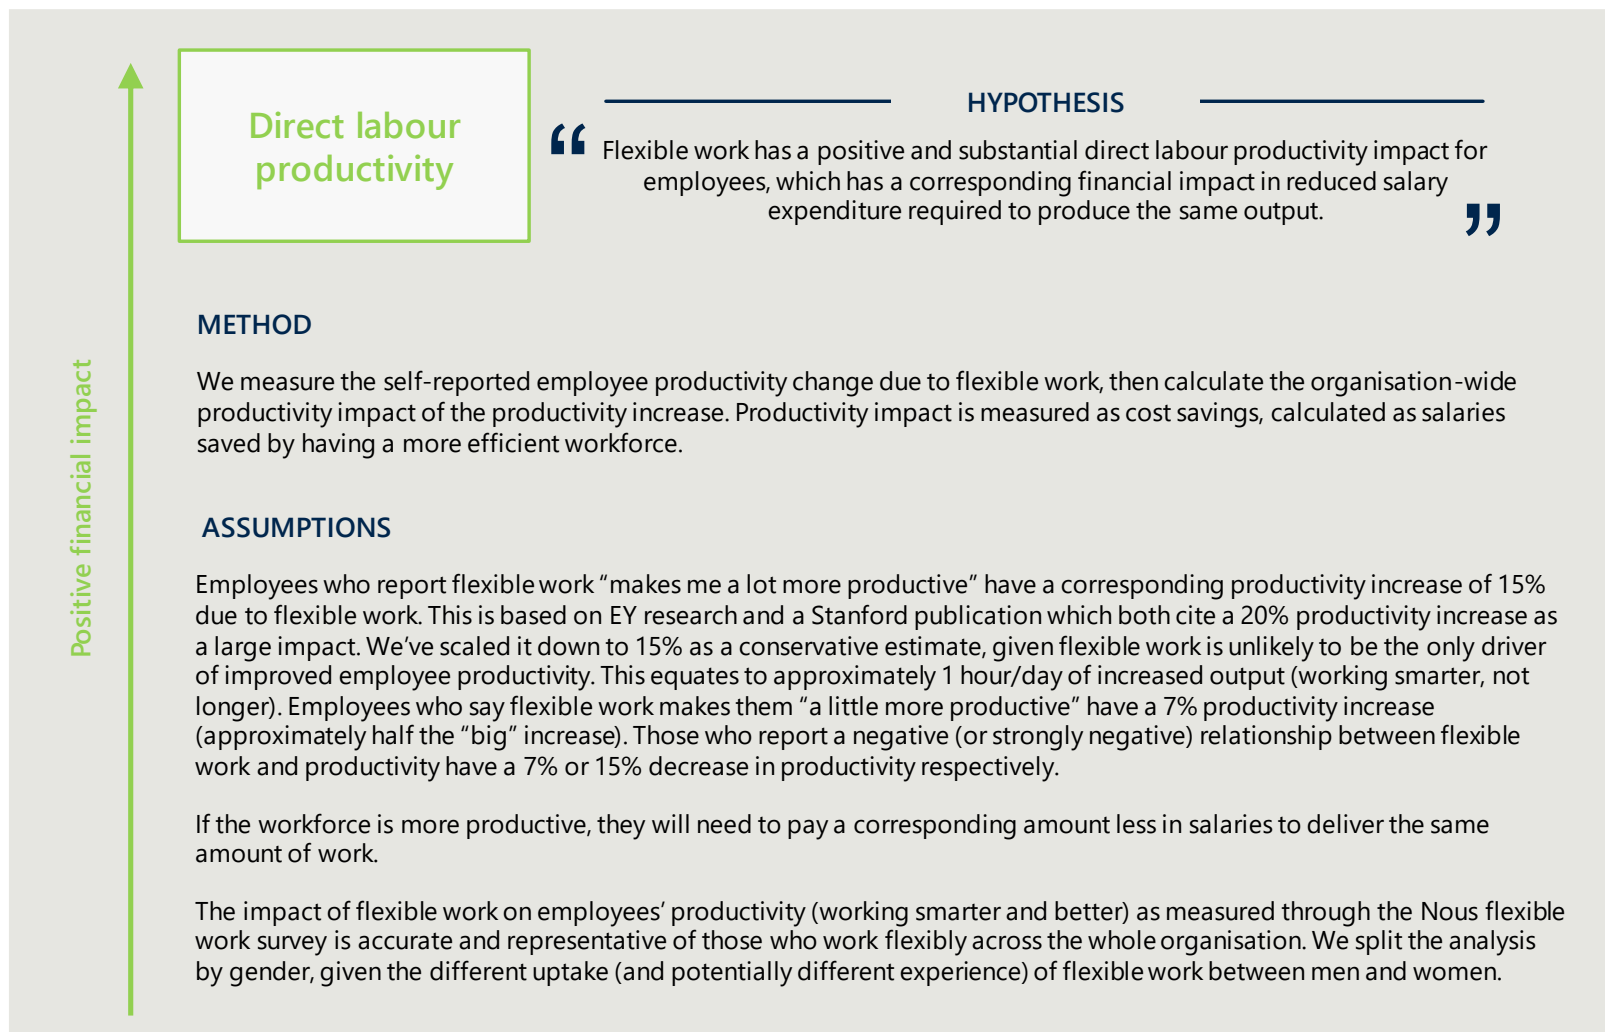 Direct labour
productivity
HYPOTHESIS
“ Flexible work has a positive and substantial direct labour productivity impact for
employees, which has a corresponding financial impact in reduced salary
expenditure required to produce the same output. ”
Positive financial impact
METHOD
We measure the self-reported employee productivity change due to flexible work, then calculate the organisation-wide
productivity impact of the productivity increase. Productivity impact is measured as cost savings, calculated as salaries
saved by having a more efficient workforce.
ASSUMPTIONS
Employees who report flexible work “makes me a lot more productive” have a corresponding productivity increase of 15%
due to flexible work. This is based on EY research and a Stanford publication which both cite a 20% productivity increase as
a large impact. We’ve scaled it down to 15% as a conservative estimate, given flexible work is unlikely to be the only driver
of improved employee productivity. This equates to approximately 1 hour/day of increased output (working smarter, not
longer). Employees who say flexible work makes them “a little more productive” have a 7% productivity increase
(approximately half the “big” increase). Those who report a negative (or strongly negative) relationship between flexible
work and productivity have a 7% or 15% decrease in productivity respectively.
If the workforce is more productive, they will need to pay a corresponding amount less in salaries to deliver the same
amount of work.
The impact of flexible work on employees’ productivity (working smarter and better) as measured through the Nous flexible
work survey is accurate and representative of those who work flexibly across the whole organisation. We split the analysis
by gender, given the different uptake (and potentially different experience) of flexible work between men and women.